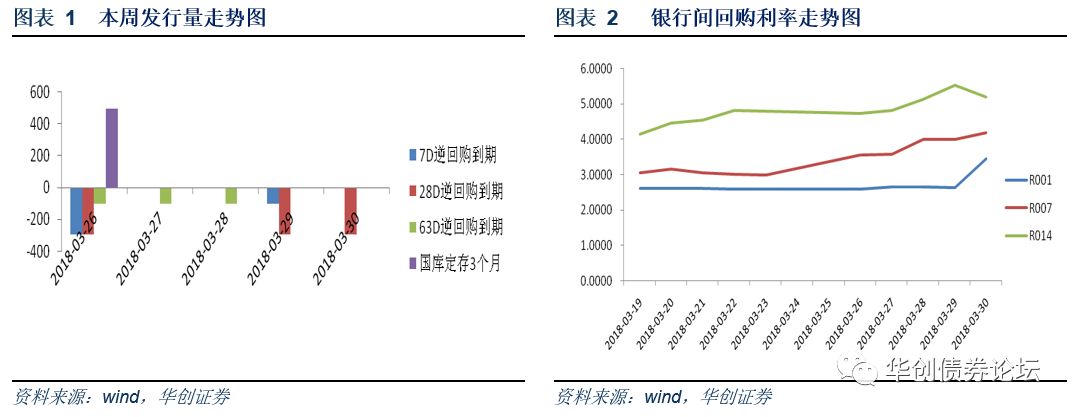 图表 1 本周发行量走势图
600
400
200
0
-200
-400
2018-03-26
2018-03-27
2018-03-28
2018-03-29
2018-03-30
7D逆回购到期
28D逆回购到期
63D逆回购到期
国库定存3个月
资料来源：wind，华创证券
图表 2 银行间回购利率走势图
6.0000
5.0000
4.0000
3.0000
2.0000
1.0000
0.0000
2018-03-19
2018-03-20
2018-03-21
2018-03-22
2018-03-23
2018-03-24
2018-03-25
2018-03-26
2018-03-27
2018-03-28
2018-03-29
2018-03-30
R001
R007
R014
华创债券论坛
资料来源：wind，华创证券